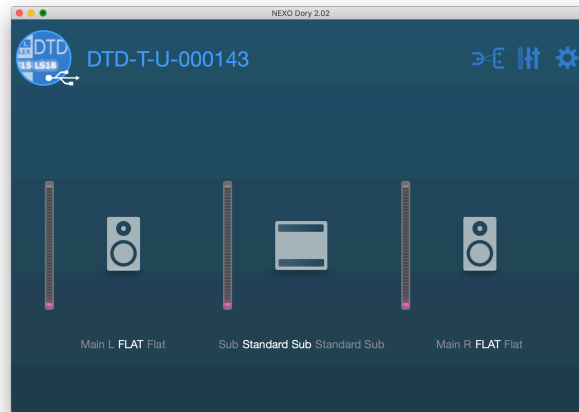 NEXO Dory 2.02
DTD
S15 LS18
DTD-T-U-000143
Main L FLAT Flat
Sub Standard Sub Standard Sub
Main R FLAT Flat